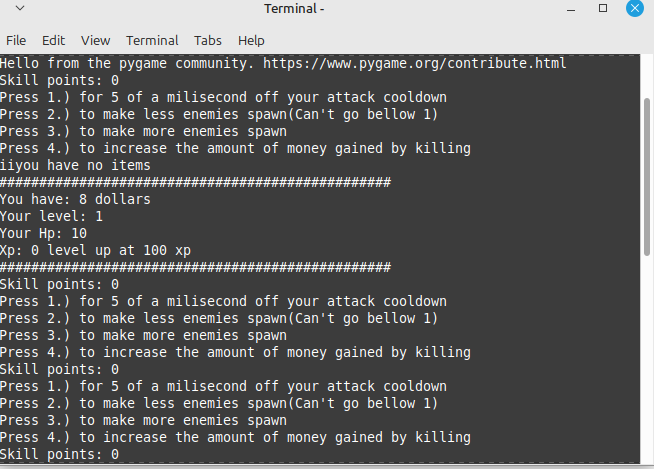 Terminal -
File Edit View Terminal Tabs Help
Hello from the pygame community. https://www.pygame.org/contribute.html
Skill points: 0
Press 1.) for 5 of a milisecond off your attack cooldown
Press 2.) to make less enemies spawn(Can't go bellow 1)
Press 3.) to make more enemies spawn
Press 4.) to increase the amount of money gained by killing
iiyou have no items
#################################################
You have: 8 dollars
Your level: 1
Your Hp: 10
Xp: 0 level up at 100 xp
#################################################
Skill points: 0
Press 1.) for 5 of a milisecond off your attack cooldown
Press 2.) to make less enemies spawn(Can't go bellow 1)
Press 3.) to make more enemies spawn
Press 4.) to increase the amount of money gained by killing
Skill points: 0
Press 1.) for 5 of a milisecond off your attack cooldown
Press 2.) to make less enemies spawn(Can't go bellow 1)
Press 3.) to make more enemies spawn
Press 4.) to increase the amount of money gained by killing
Skill points: 0